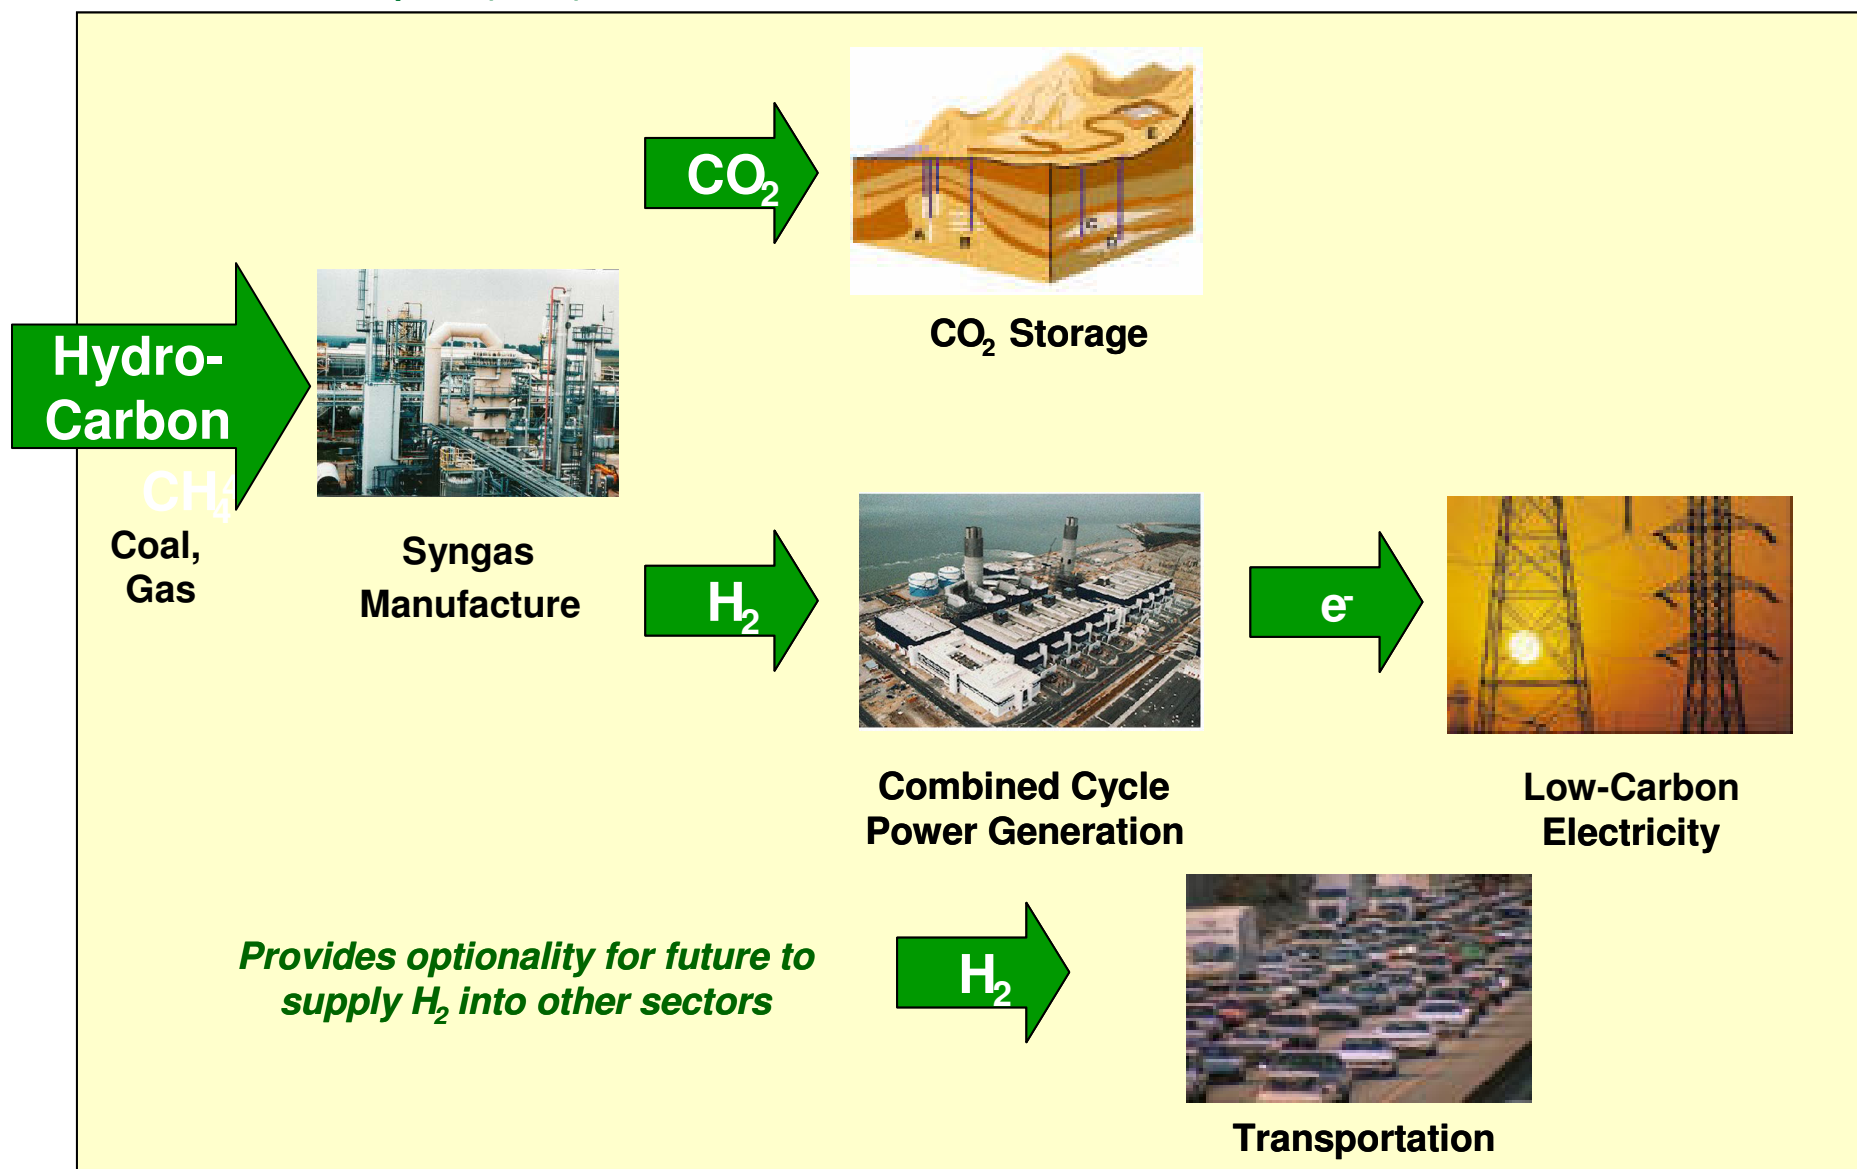 CO₂
CO₂ Storage
Hydro-
Carbon
CH₄
Coal,
Gas
Syngas
Manufacture
H₂
e⁻
Combined Cycle
Power Generation
Low-Carbon
Electricity
Provides optionality for future to
supply H₂ into other sectors
H₂
Transportation